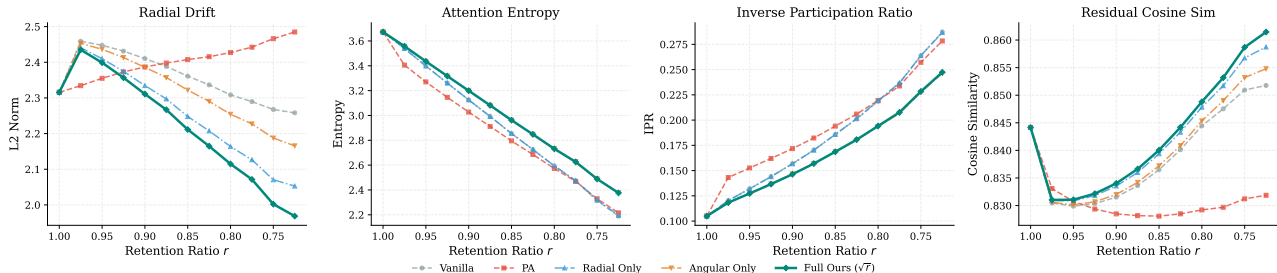 Radial Drift
L2 Norm
2.5
2.4
2.3
2.2
2.1
2.0
1.00 0.95 0.90 0.85 0.80 0.75
Retention Ratio r
Attention Entropy
Entropy
3.6
3.4
3.2
3.0
2.8
2.6
2.4
2.2
1.00 0.95 0.90 0.85 0.80 0.75
Retention Ratio r
Inverse Participation Ratio
IPR
0.275
0.250
0.225
0.200
0.175
0.150
0.125
0.100
1.00 0.95 0.90 0.85 0.80 0.75
Retention Ratio r
Residual Cosine Sim
Cosine Similarity
0.860
0.855
0.850
0.845
0.840
0.835
0.830
1.00 0.95 0.90 0.85 0.80 0.75
Retention Ratio r
Vanilla PA Radial Only Angular Only Full Ours (√r)